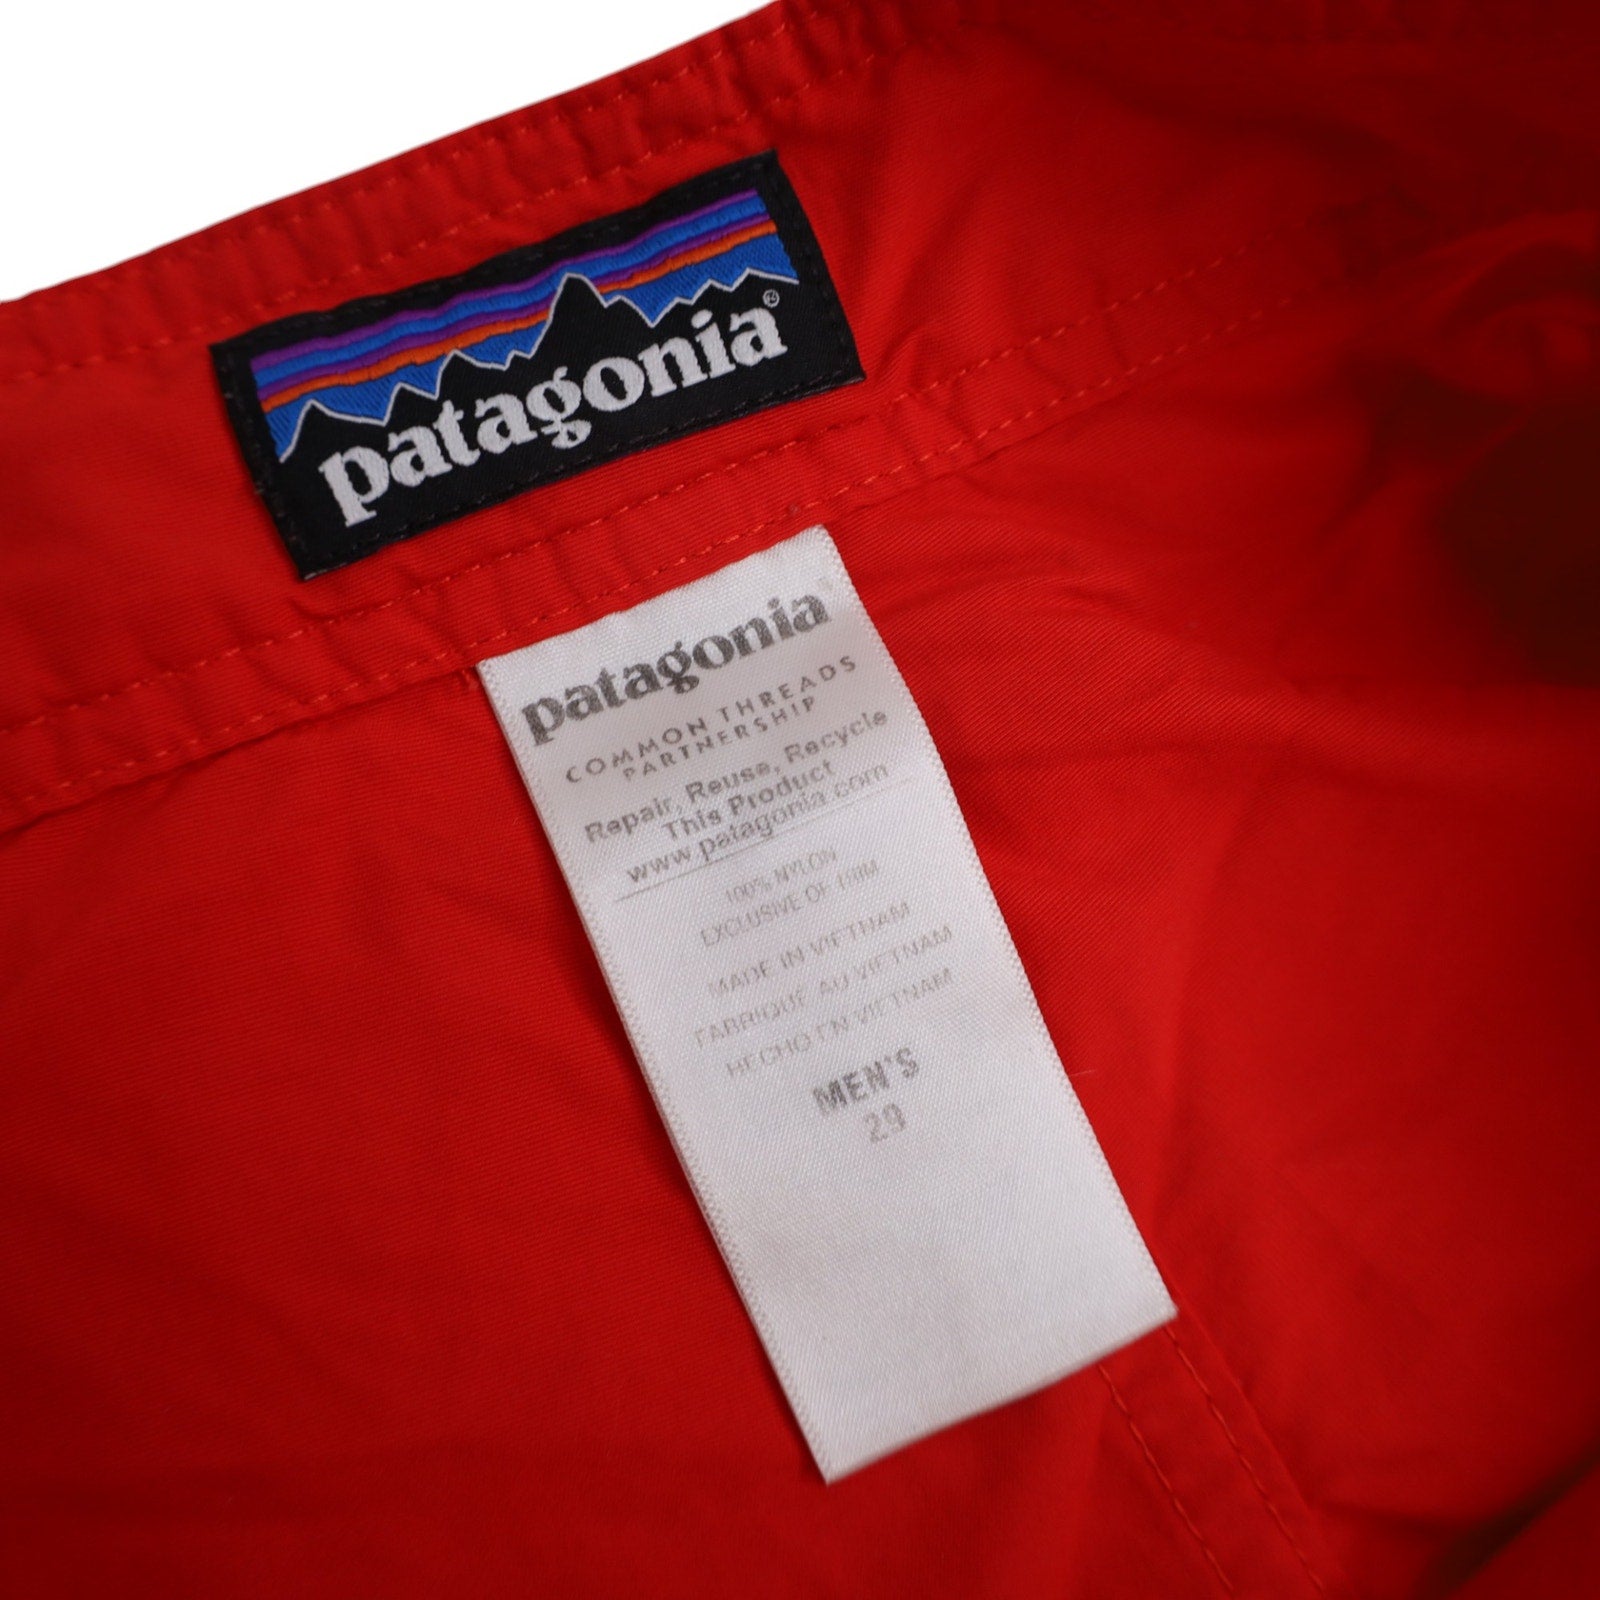 patagonia®
patagonia®
COMMON THREADS
PARTNERSHIP
Repair, Reuse, Recycle
This Product
www.patagonia.com
100% NYLON
EXCLUSIVE OF TRIM
MADE IN VIETNAM
FABRIQUÉ AU VIETNAM
HECHO EN VIETNAM
MEN'S
29